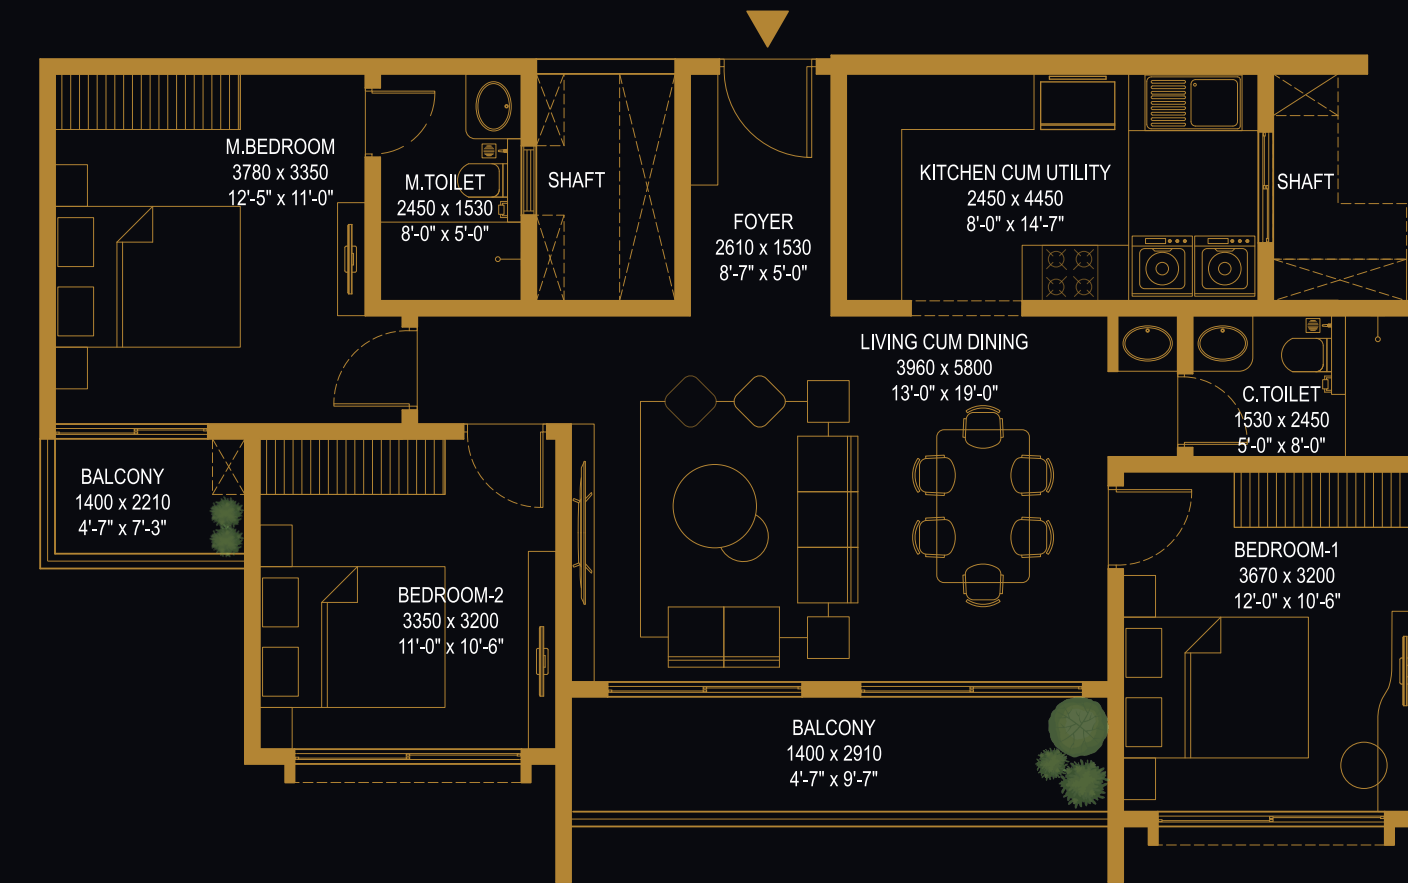 M.BEDROOM
3780 x 3350
12'-5" x 11'-0"
M.TOILET
2450 x 1530
8'-0" x 5'-0"
SHAFT
FOYER
2610 x 1530
8'-7" x 5'-0"
KITCHEN CUM UTILITY
2450 x 4450
8'-0" x 14'-7"
SHAFT
LIVING CUM DINING
3960 x 5800
13'-0" x 19'-0"
C.TOILET
1530 x 2450
5'-0" x 8'-0"
BALCONY
1400 x 2210
4'-7" x 7'-3"
BEDROOM-2
3350 x 3200
11'-0" x 10'-6"
BEDROOM-1
3670 x 3200
12'-0" x 10'-6"
BALCONY
1400 x 2910
4'-7" x 9'-7"